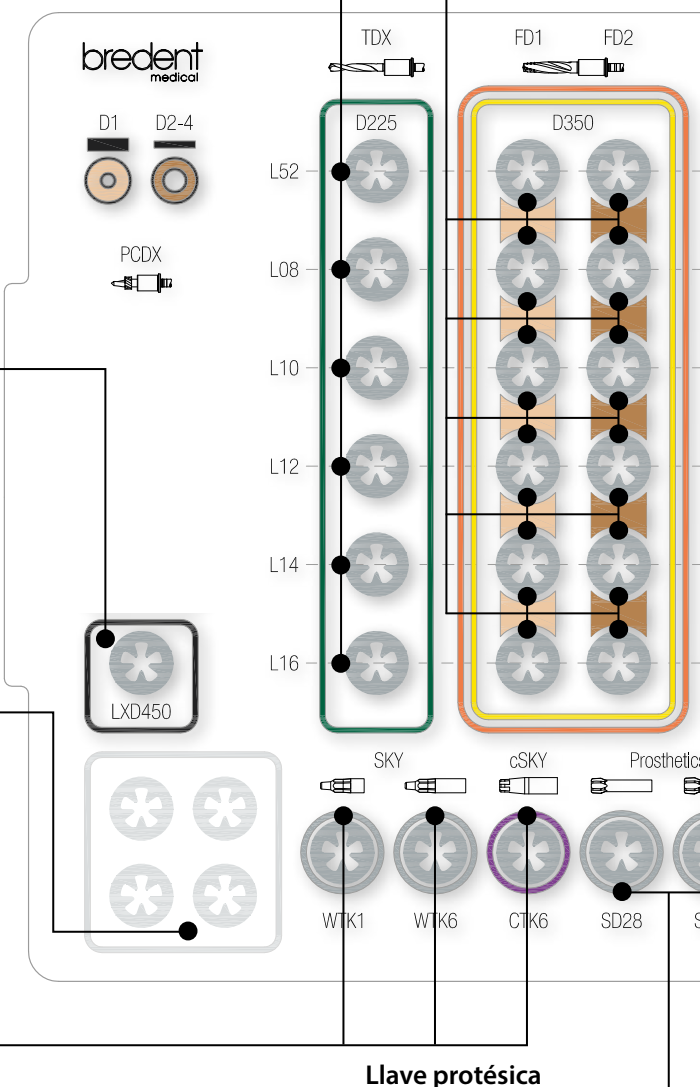 bredent
medical
TDX
FD1
FD2
D1
D2-4
D225
D350
L52
PCDX
L08
L10
L12
L14
L16
LXD450
SKY
cSKY
Prosthetics
WTK1
WTK6
CTK6
SD28
S
Llave protésica